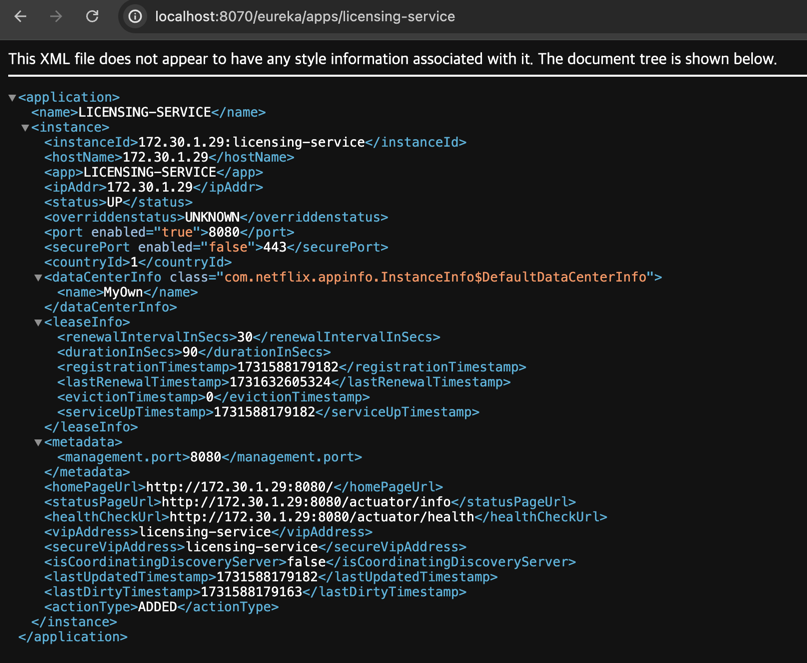 localhost:8070/eureka/apps/licensing-service
This XML file does not appear to have any style information associated with it. The document tree is shown below.
▼<application>
<name>LICENSING-SERVICE</name>
▼<instance>
<instanceId>172.30.1.29:licensing-service</instanceId>
<hostName>172.30.1.29</hostName>
<app>LICENSING-SERVICE</app>
<ipAddr>172.30.1.29</ipAddr>
<status>UP</status>
<overriddenstatus>UNKNOWN</overriddenstatus>
<port enabled="true">8080</port>
<securePort enabled="false">443</securePort>
<countryId>1</countryId>
▼<dataCenterInfo class="com.netflix.appinfo.InstanceInfo$DefaultDataCenterInfo">
<name>MyOwn</name>
</dataCenterInfo>
▼<leaseInfo>
<renewalIntervalInSecs>30</renewalIntervalInSecs>
<durationInSecs>90</durationInSecs>
<registrationTimestamp>1731588179182</registrationTimestamp>
<lastRenewalTimestamp>1731632605324</lastRenewalTimestamp>
<evictionTimestamp>0</evictionTimestamp>
<serviceUpTimestamp>1731588179182</serviceUpTimestamp>
</leaseInfo>
▼<metadata>
<management.port>8080</management.port>
</metadata>
<homePageUrl>http://172.30.1.29:8080/</homePageUrl>
<statusPageUrl>http://172.30.1.29:8080/actuator/info</statusPageUrl>
<healthCheckUrl>http://172.30.1.29:8080/actuator/health</healthCheckUrl>
<vipAddress>licensing-service</vipAddress>
<secureVipAddress>licensing-service</secureVipAddress>
<isCoordinatingDiscoveryServer>false</isCoordinatingDiscoveryServer>
<lastUpdatedTimestamp>1731588179182</lastUpdatedTimestamp>
<lastDirtyTimestamp>1731588179163</lastDirtyTimestamp>
<actionType>ADDED</actionType>
</instance>
</application>